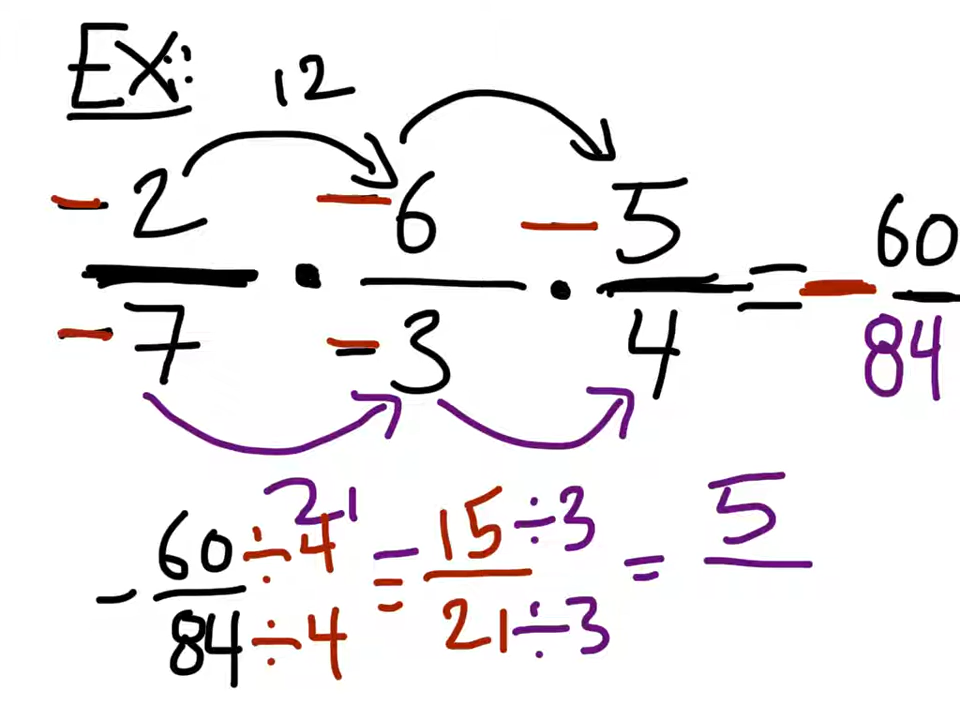 EX:
12
-2/-7 · -6/-3 · -5/4 = - 60/84
21
- 60÷4/84÷4 = - 15÷3/21÷3 = 5/